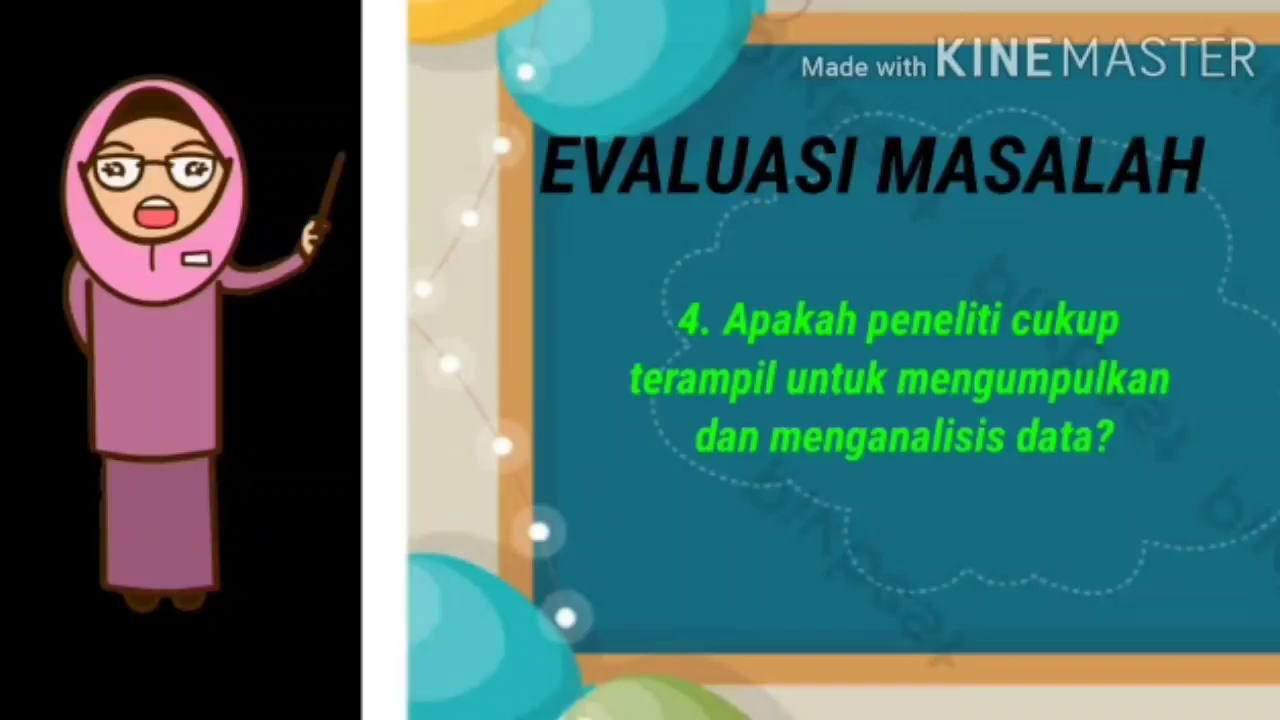 Made with KINEMASTER
EVALUASI MASALAH
4. Apakah peneliti cukup
terampil untuk mengumpulkan
dan menganalisis data?